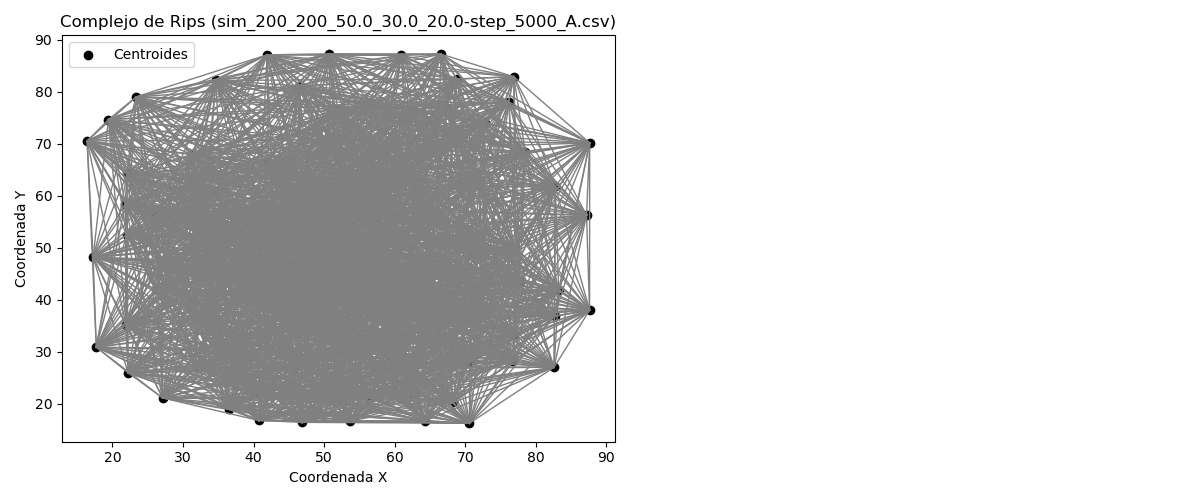 Complejo de Rips (sim_200_200_50.0_30.0_20.0-step_5000_A.csv)
Centroides
90
80
70
60
50
40
30
20
Coordenada Y
20 30 40 50 60 70 80 90
Coordenada X